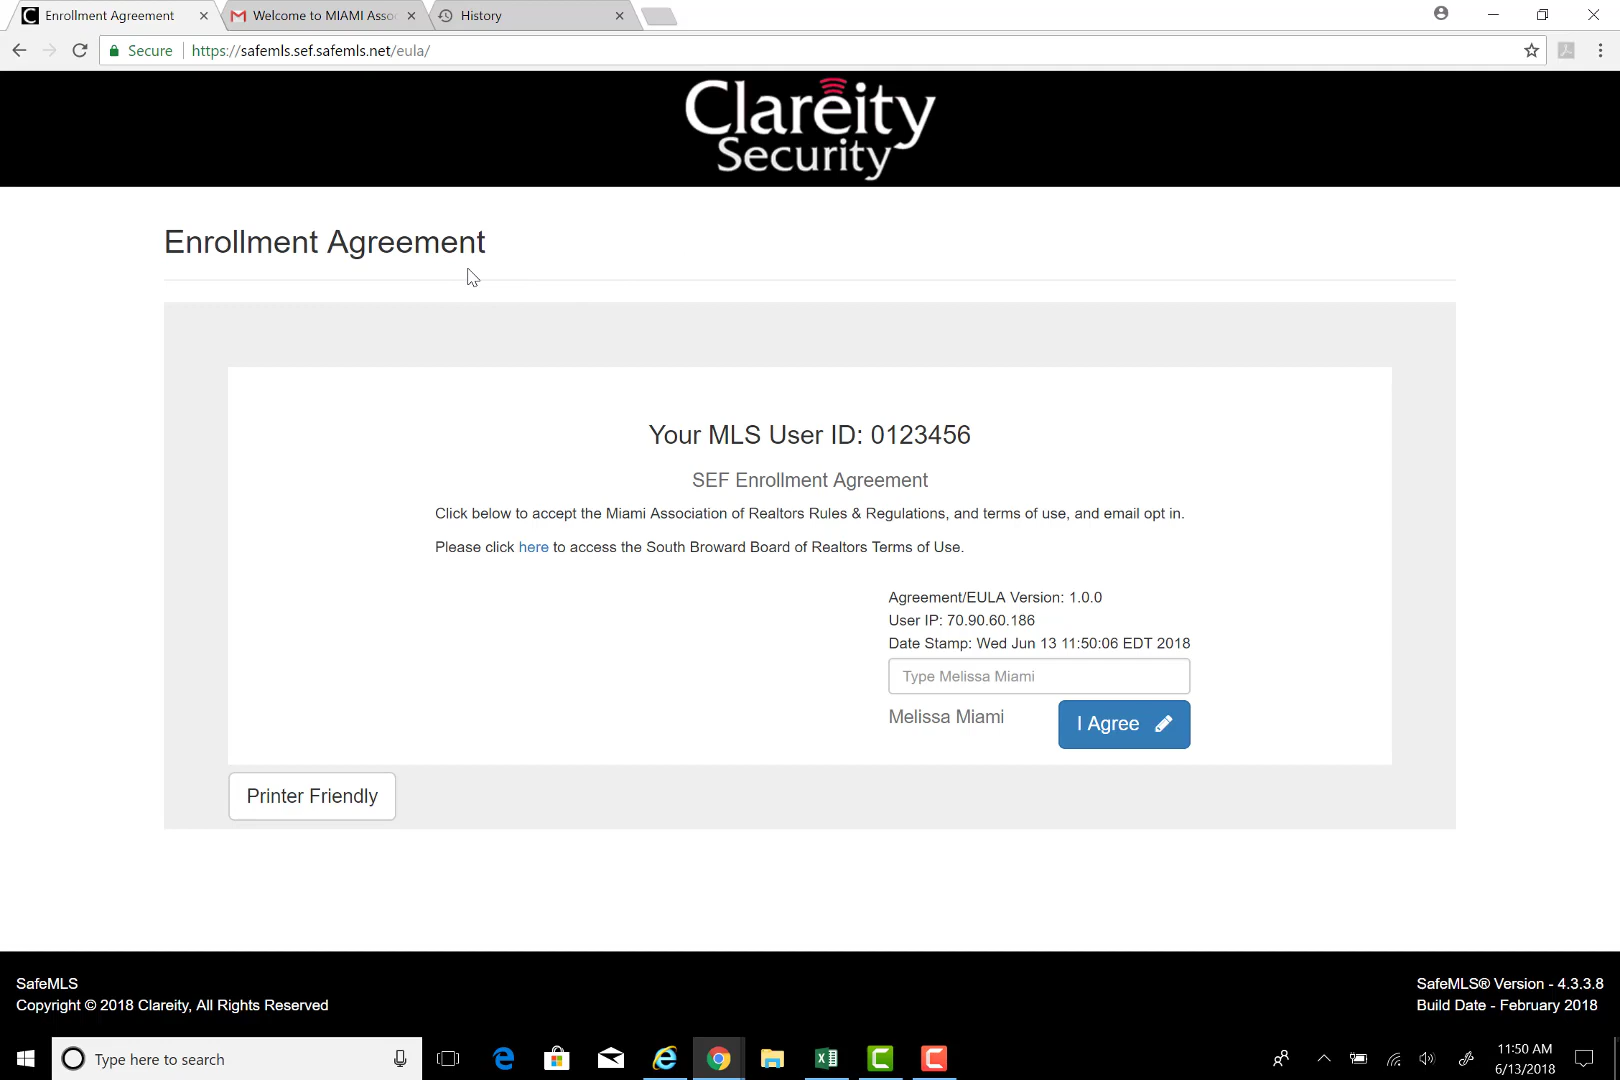 Enrollment Agreement
Welcome to MIAMI Asso
History
Secure
https://safemls.sef.safemls.net/eula/
Clareity
Security
Enrollment Agreement
Your MLS User ID: 0123456
SEF Enrollment Agreement
Click below to accept the Miami Association of Realtors Rules & Regulations, and terms of use, and email opt in.
Please click here to access the South Broward Board of Realtors Terms of Use.
Agreement/EULA Version: 1.0.0
User IP: 70.90.60.186
Date Stamp: Wed Jun 13 11:50:06 EDT 2018
Type Melissa Miami
Melissa Miami
I Agree
Printer Friendly
SafeMLS
Copyright © 2018 Clareity, All Rights Reserved
SafeMLS® Version - 4.3.3.8
Build Date - February 2018
Type here to search
11:50 AM
6/13/2018